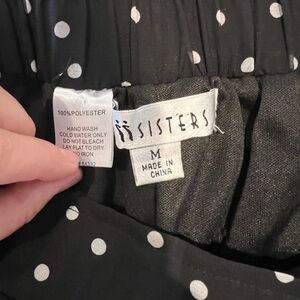 100%POLYESTER
HAND WASH
COLD WATER ONLY
DO NOT BLEACH
LAY FLAT TO DRY
IRON
SISTERS
M
MADE IN
CHINA